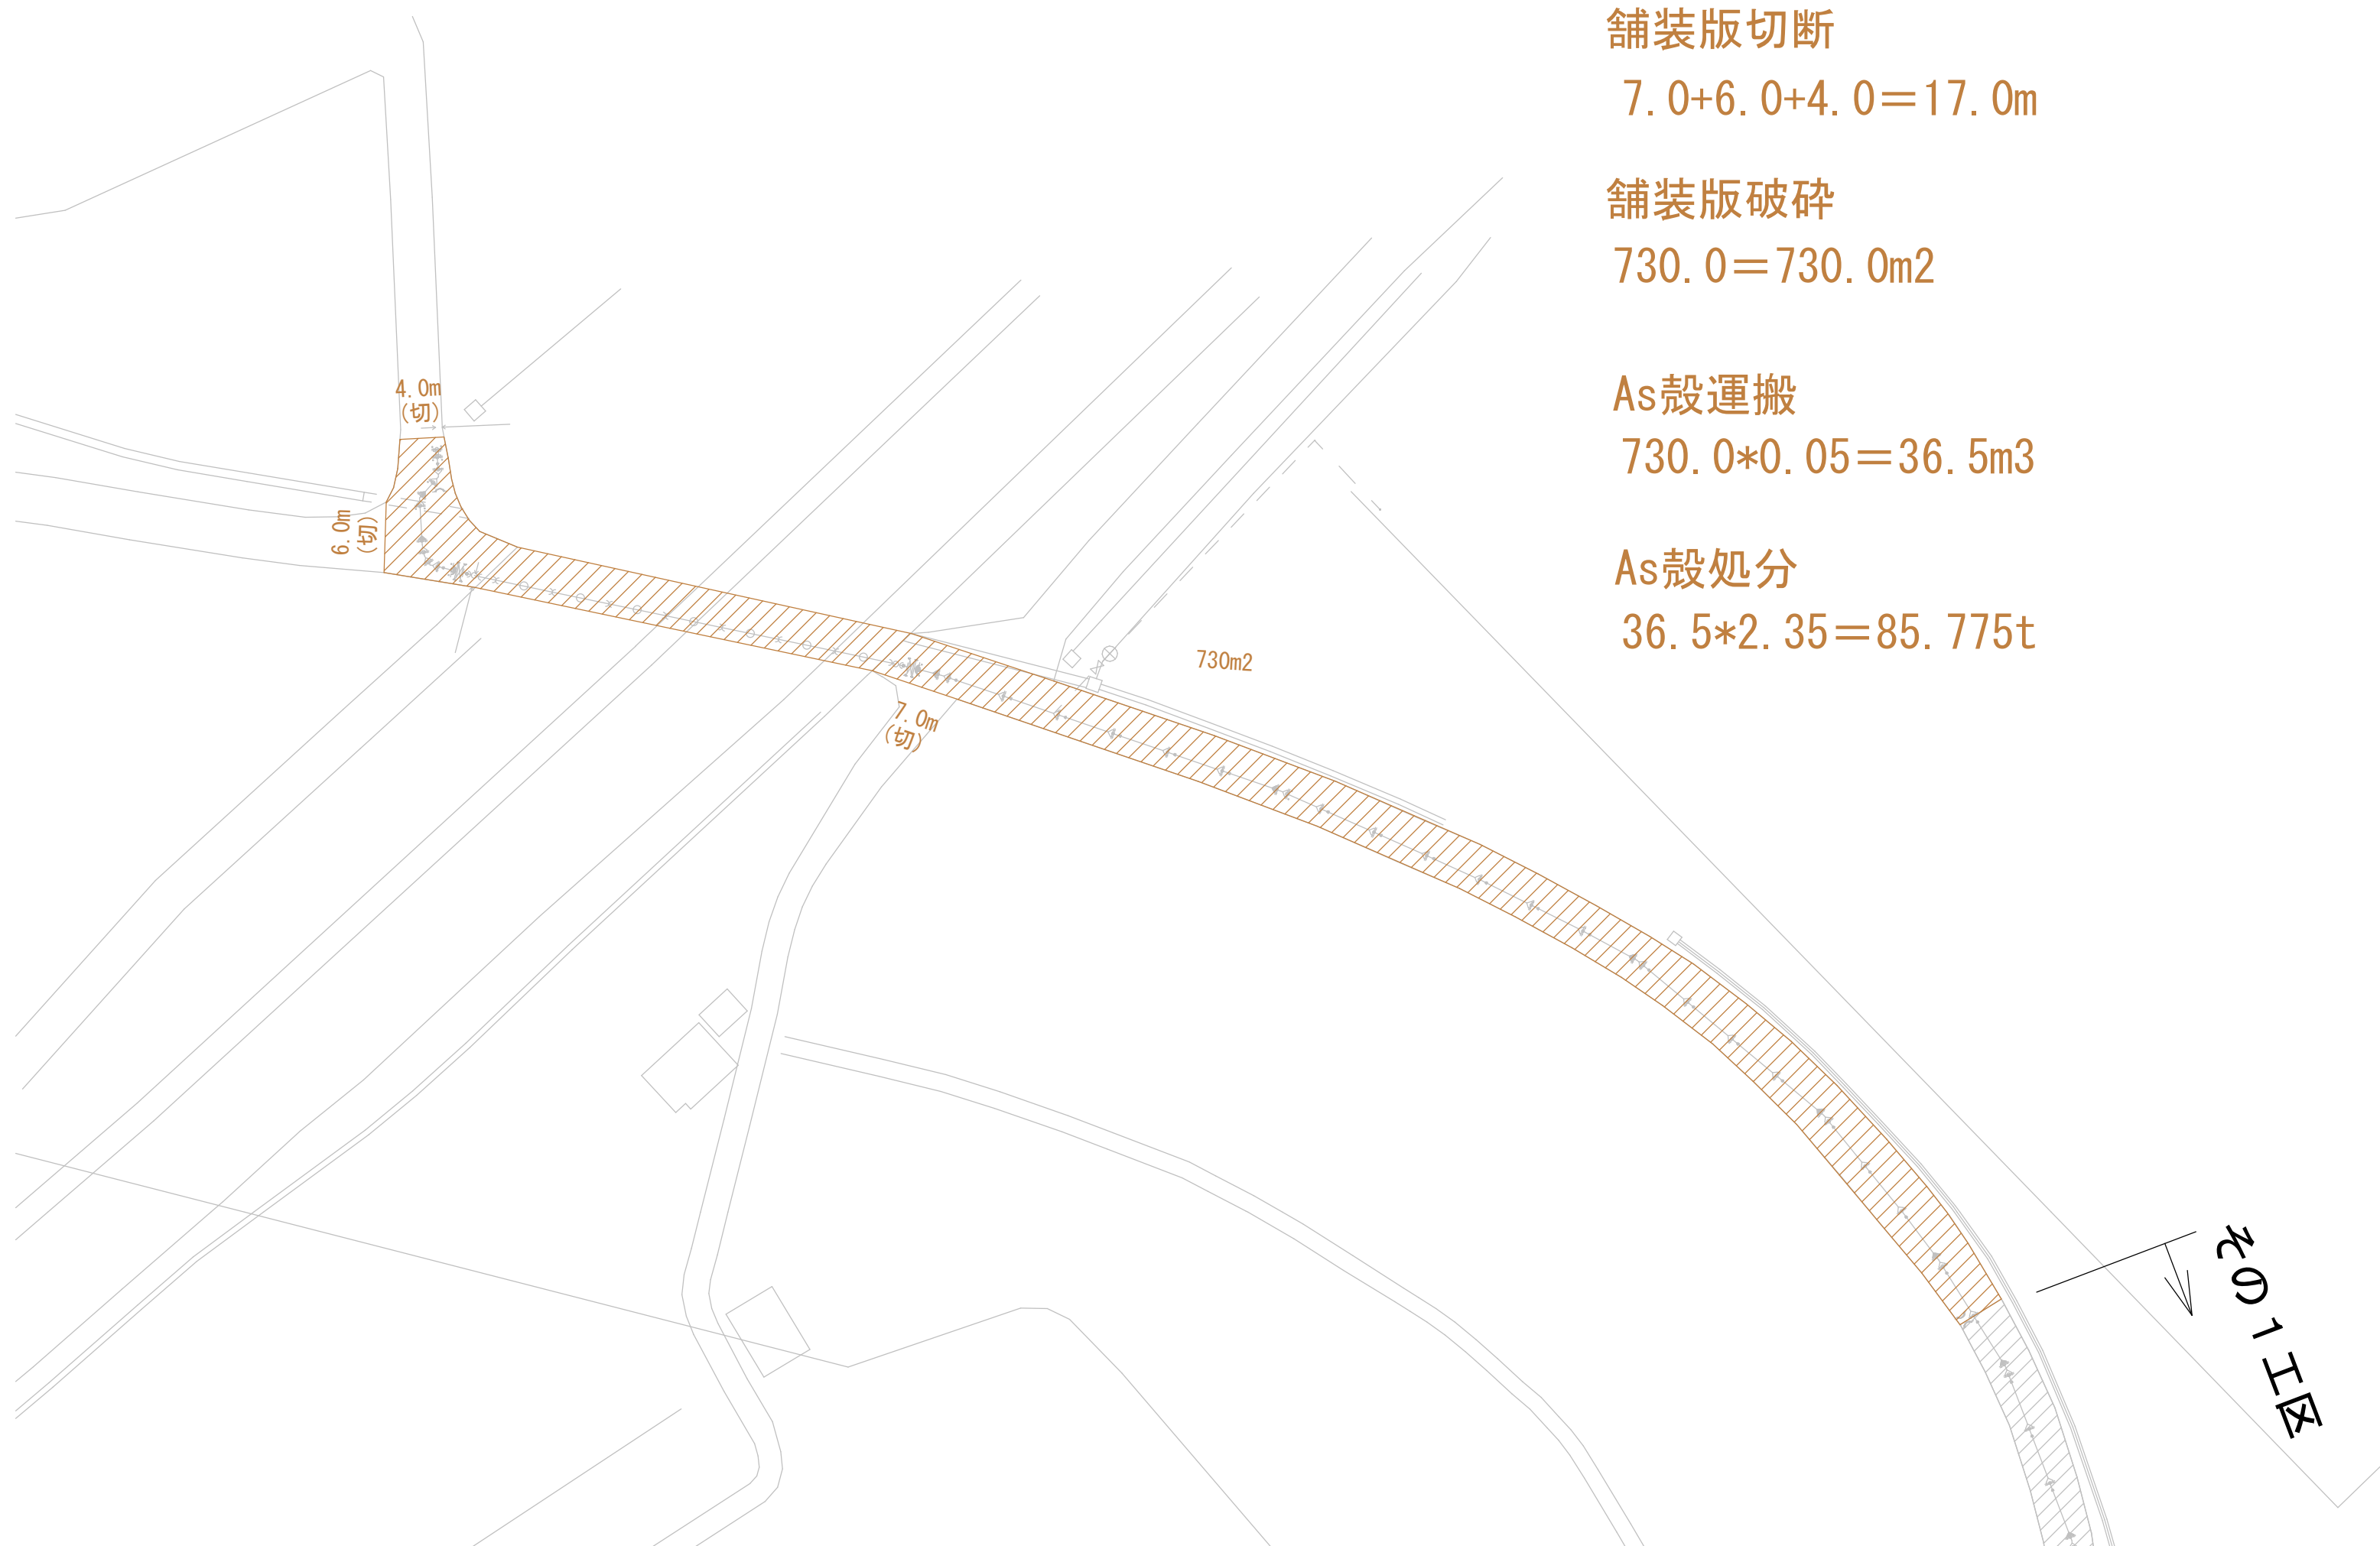 舗装版切断
7.0+6.0+4.0＝17.0m
舗装版破砕
730.0＝730.0m2
As殻運搬
730.0*0.05＝36.5m3
As殻処分
36.5*2.35＝85.775t
4.0m
(切)
6.0m
(切)
730m2
7.0m
(切)
その１工区